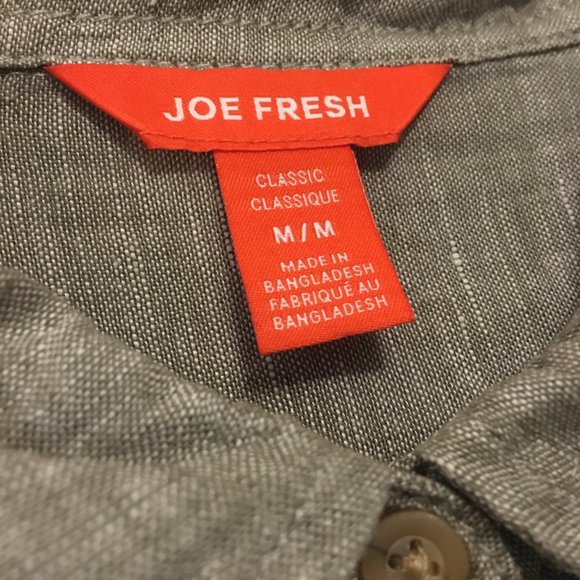 JOE FRESH
CLASSIC
CLASSIQUE
M / M
MADE IN
BANGLADESH
FABRIQUÉ AU
BANGLADESH